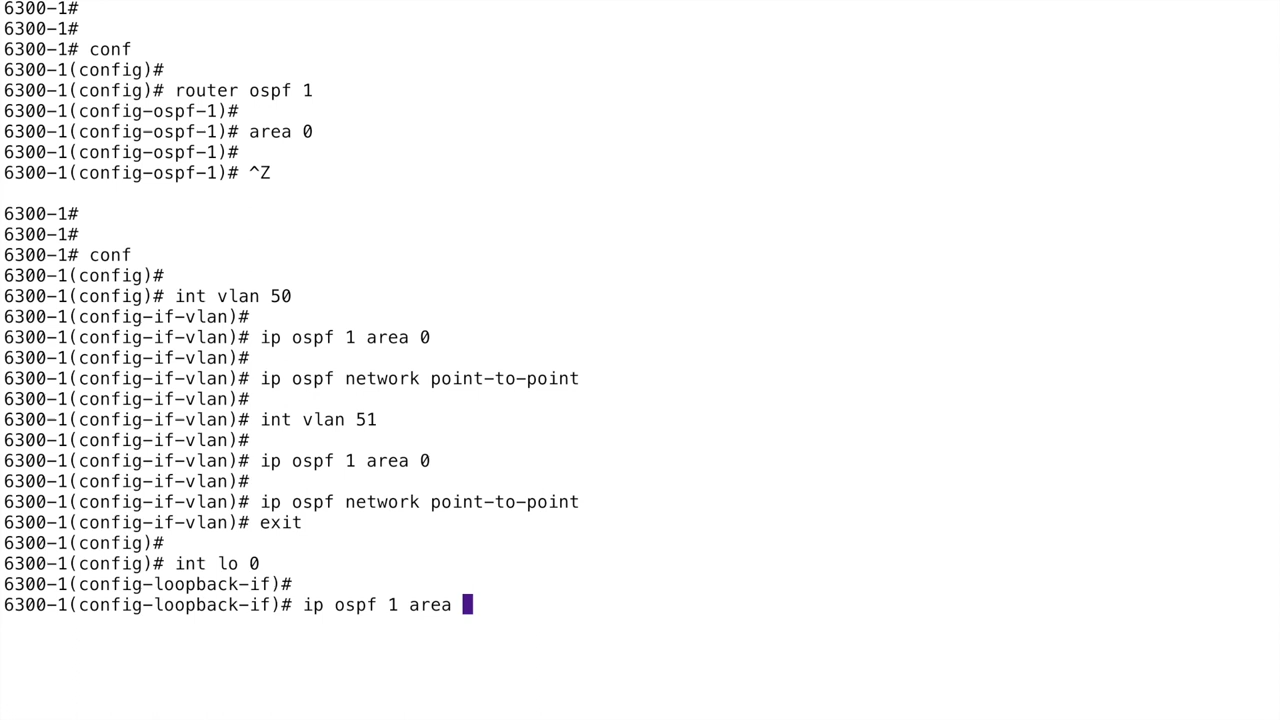 6300-1#
6300-1#
6300-1# conf
6300-1(config)#
6300-1(config)# router ospf 1
6300-1(config-ospf-1)#
6300-1(config-ospf-1)# area 0
6300-1(config-ospf-1)#
6300-1(config-ospf-1)# ^Z
6300-1#
6300-1#
6300-1# conf
6300-1(config)#
6300-1(config)# int vlan 50
6300-1(config-if-vlan)#
6300-1(config-if-vlan)# ip ospf 1 area 0
6300-1(config-if-vlan)#
6300-1(config-if-vlan)# ip ospf network point-to-point
6300-1(config-if-vlan)#
6300-1(config-if-vlan)# int vlan 51
6300-1(config-if-vlan)#
6300-1(config-if-vlan)# ip ospf 1 area 0
6300-1(config-if-vlan)#
6300-1(config-if-vlan)# ip ospf network point-to-point
6300-1(config-if-vlan)# exit
6300-1(config)#
6300-1(config)# int lo 0
6300-1(config-loopback-if)#
6300-1(config-loopback-if)# ip ospf 1 area